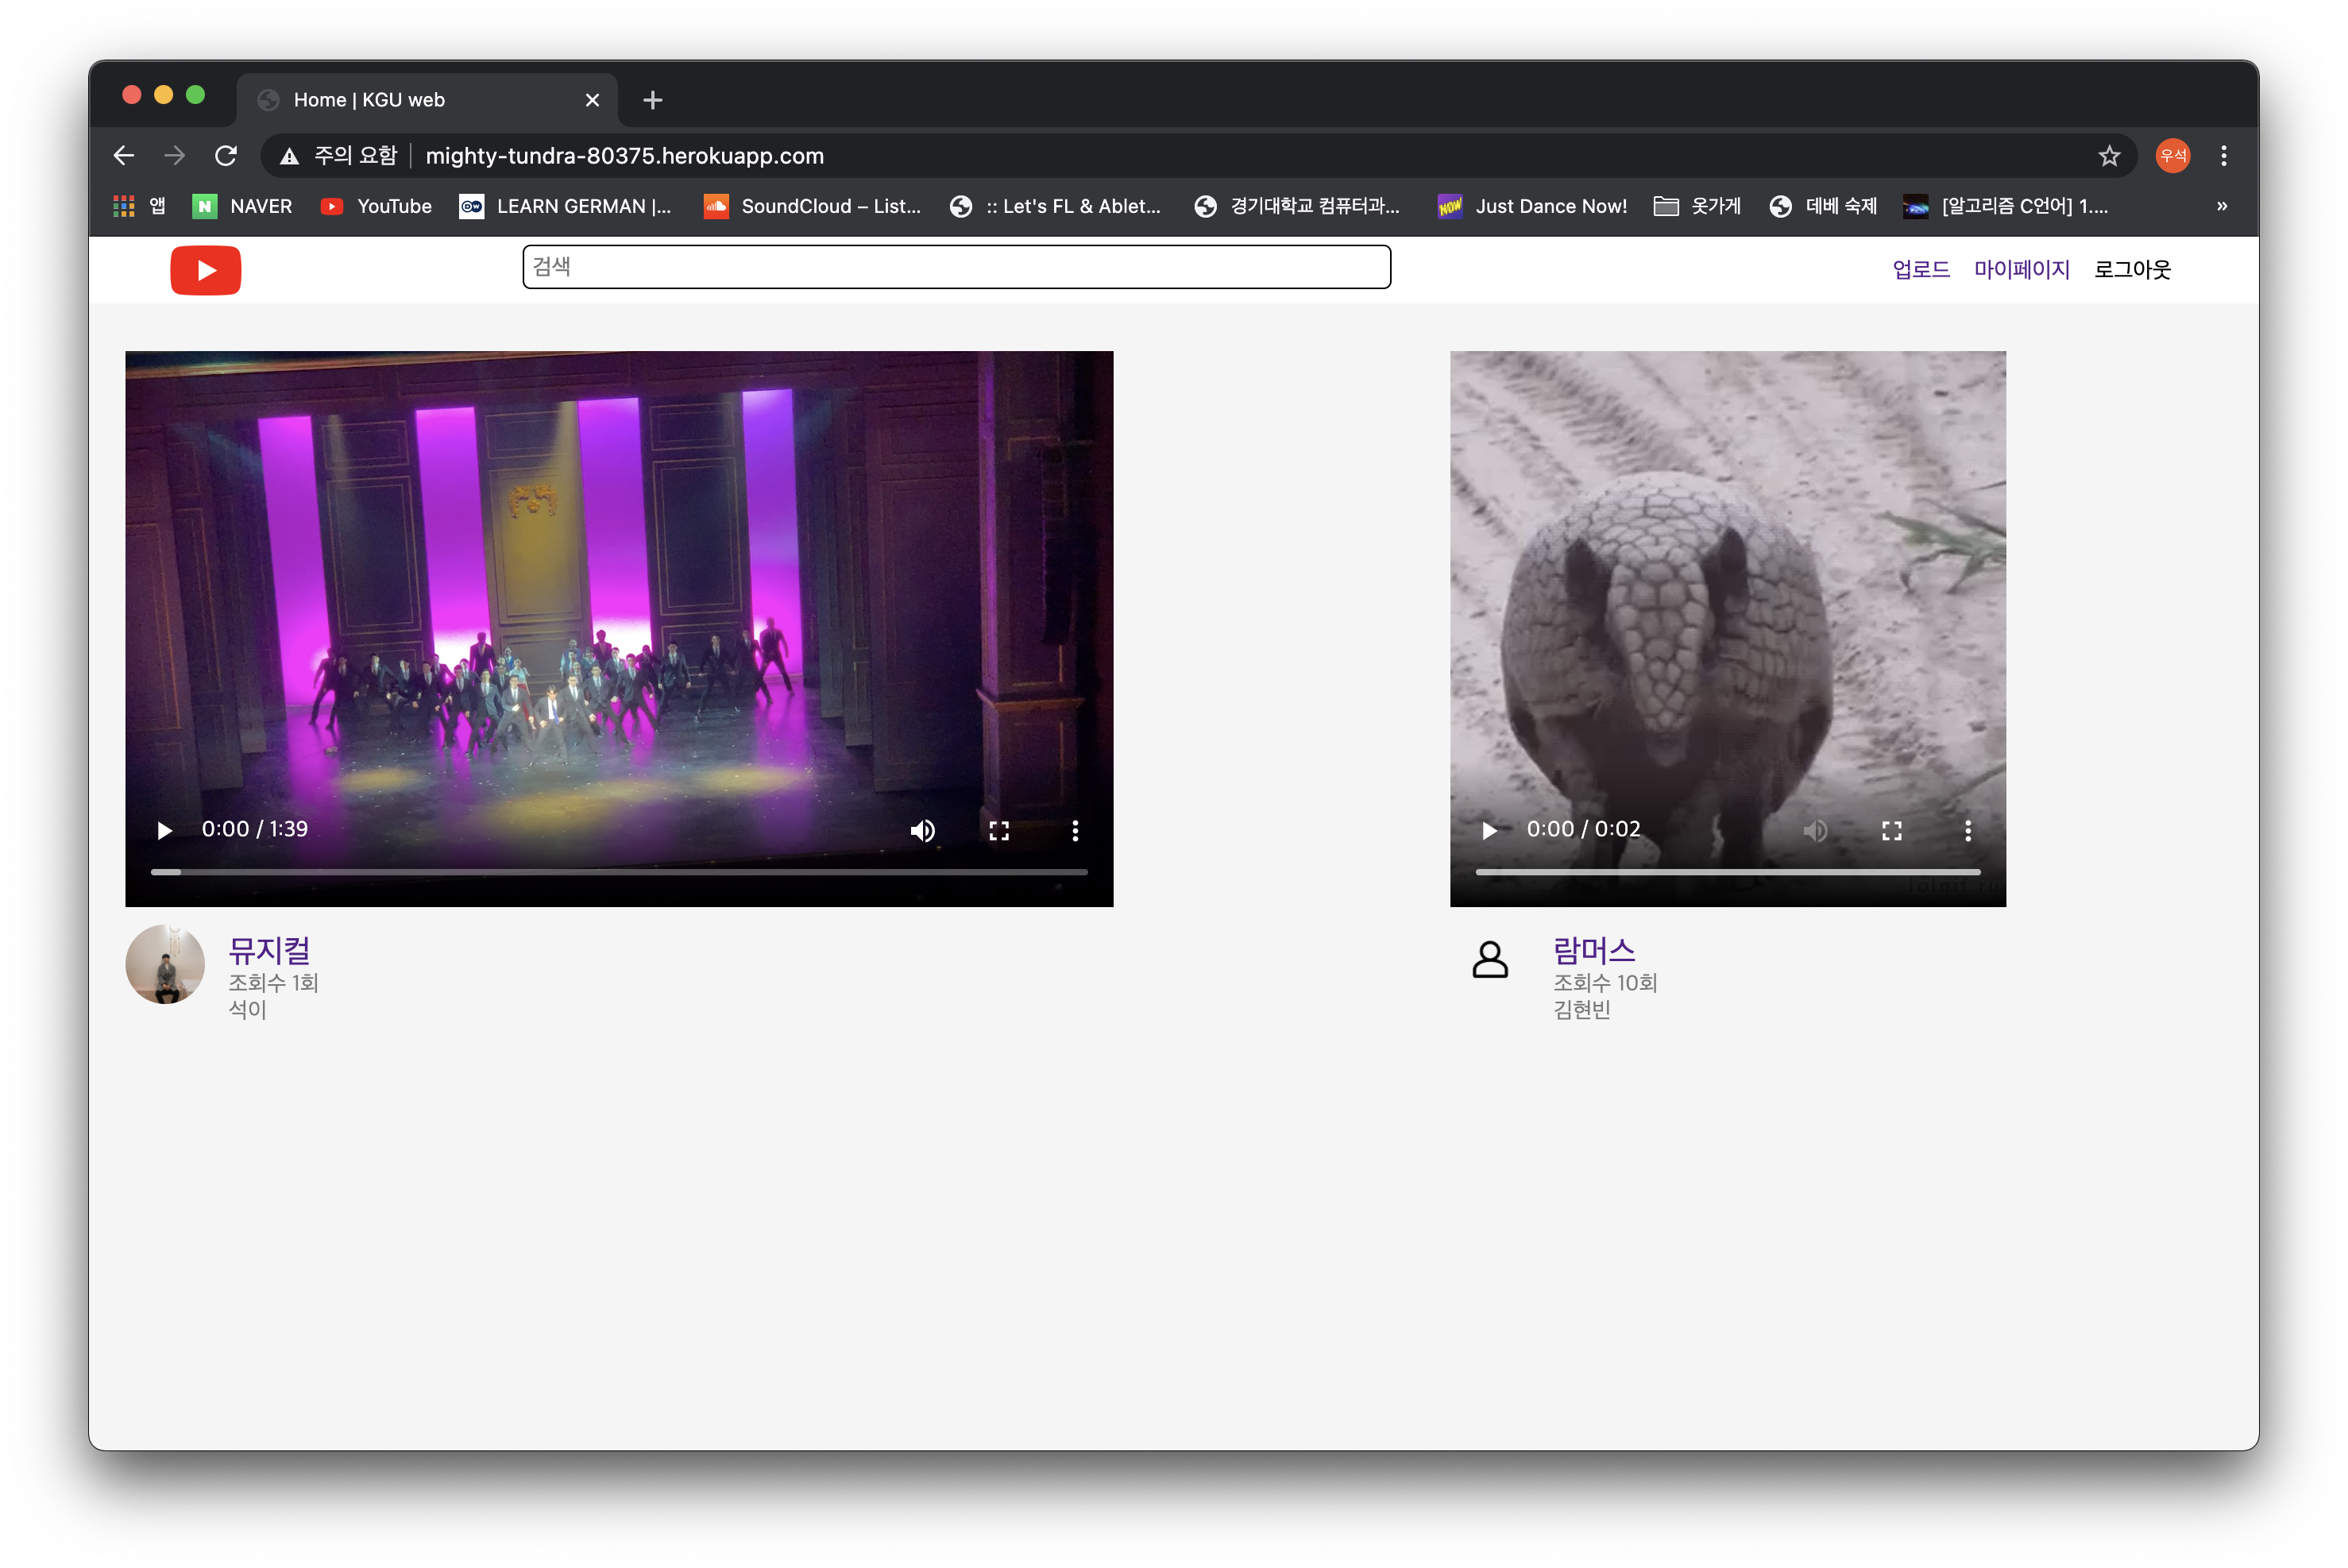 Home | KGU web
주의 요함 mighty-tundra-80375.herokuapp.com 우석
앱 NAVER YouTube LEARN GERMAN |... SoundCloud – List... :: Let's FL & Ablet... 경기대학교 컴퓨터과... Just Dance Now! 옷가게 데베 숙제 [알고리즘 C언어] 1.... »
검색 업로드 마이페이지 로그아웃
0:00 / 1:39
뮤지컬
조회수 1회
석이
0:00 / 0:02
람머스
조회수 10회
김현빈